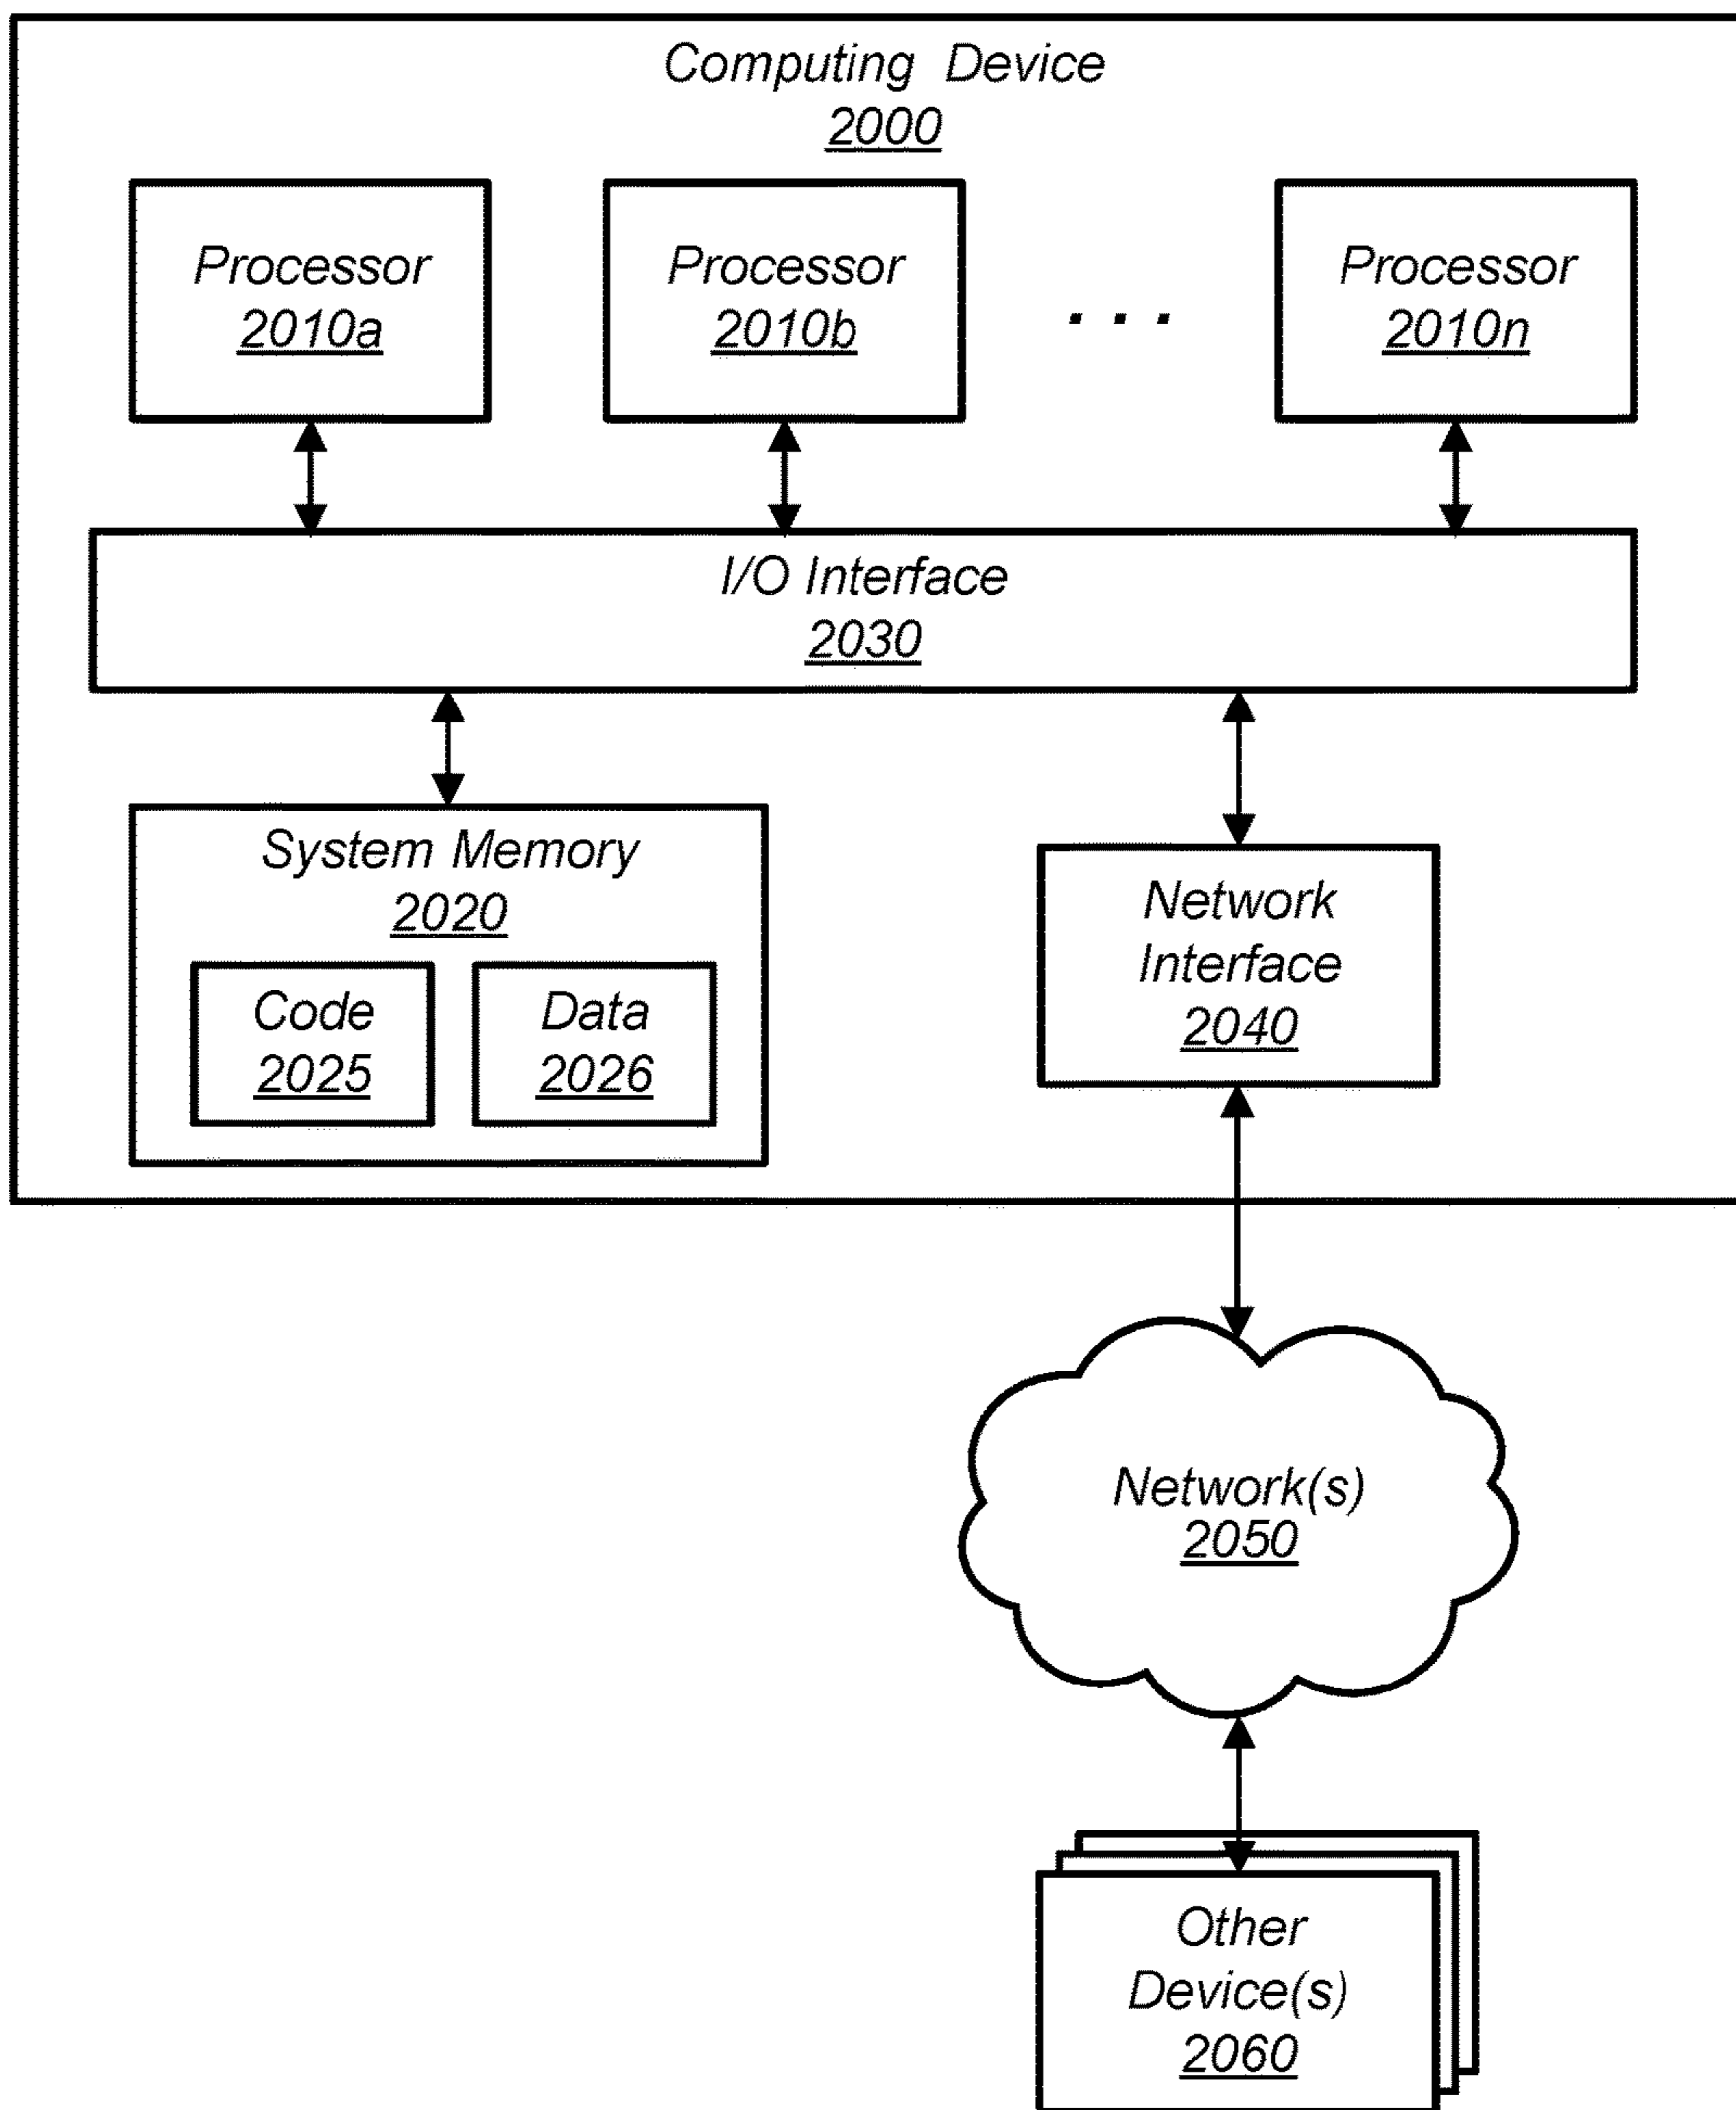 Computing Device
2000
Processor
2010a
Processor
2010b
. . .
Processor
2010n
I/O Interface
2030
System Memory
2020
Code
2025
Data
2026
Network
Interface
2040
Network(s)
2050
Other
Device(s)
2060